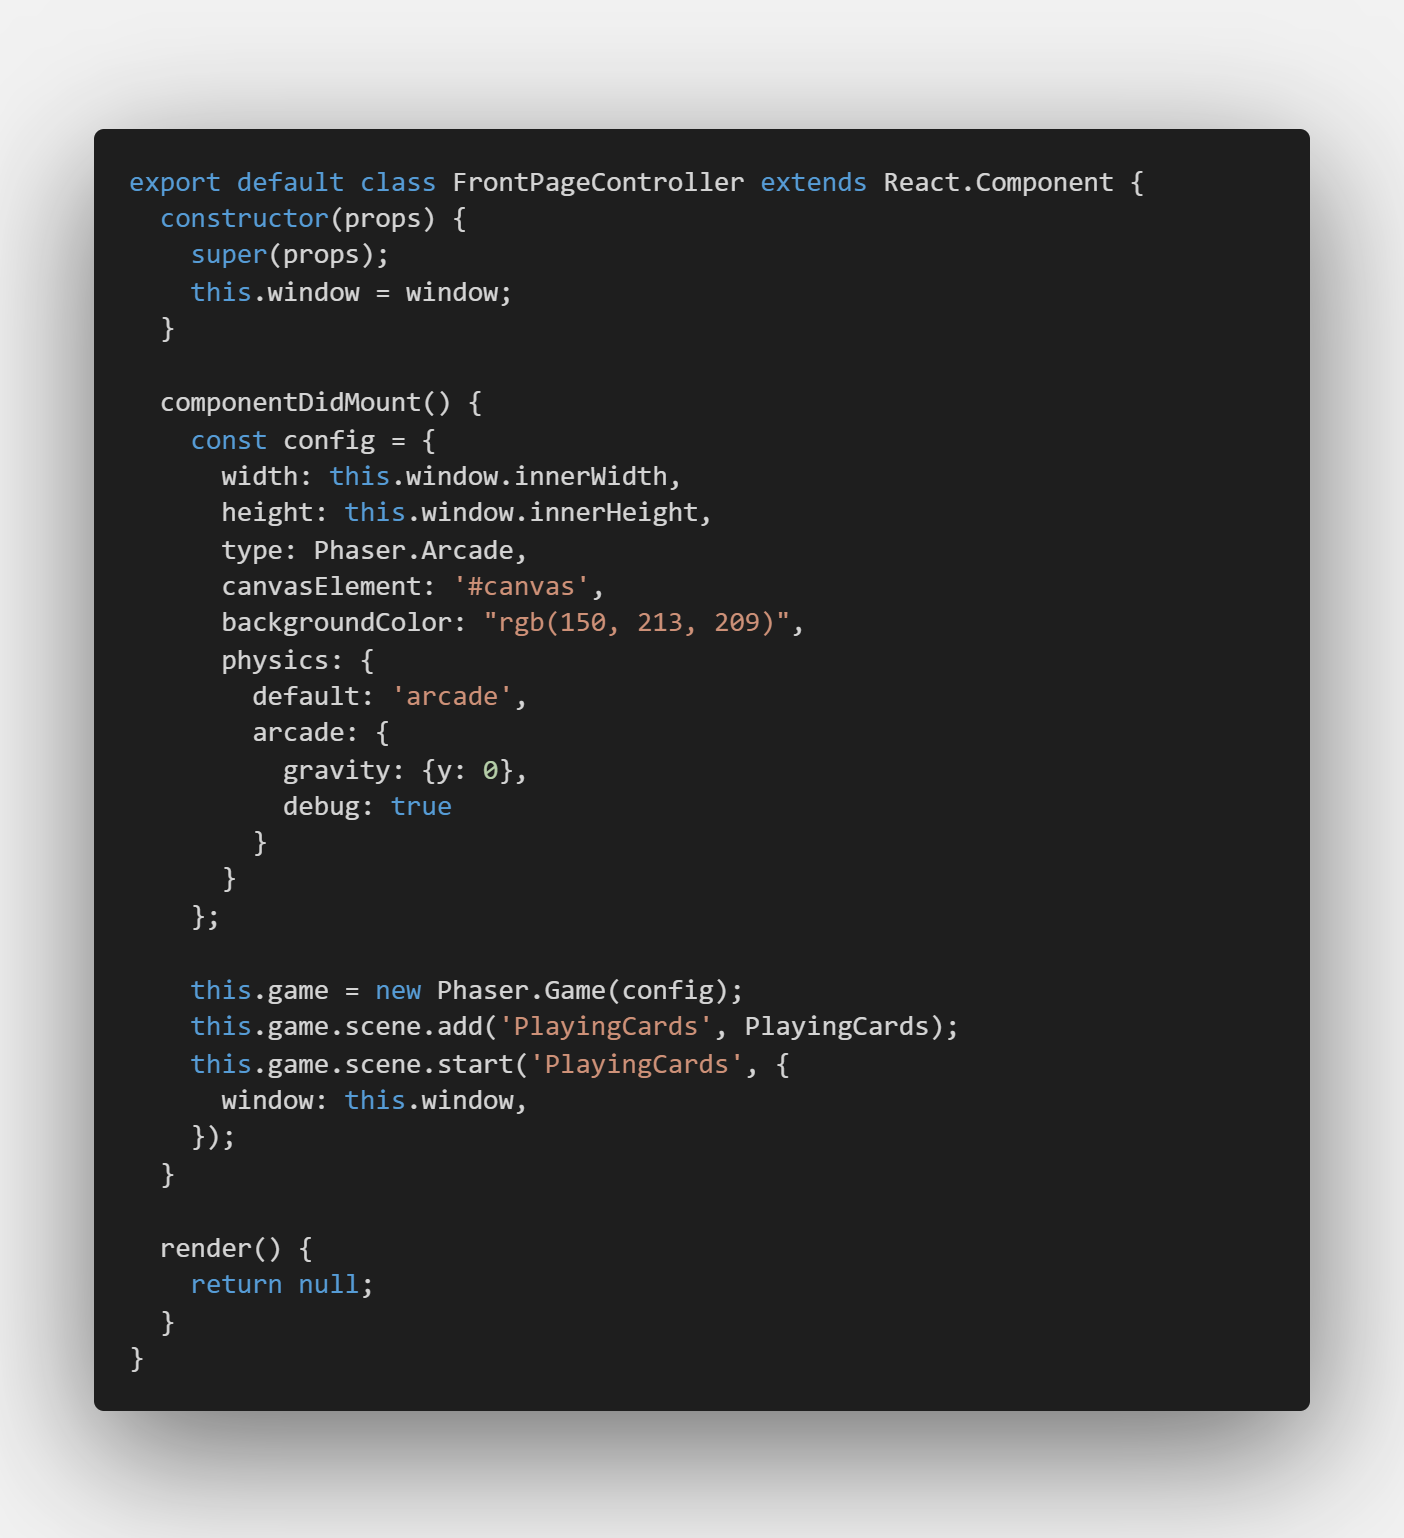 export default class FrontPageController extends React.Component {
  constructor(props) {
    super(props);
    this.window = window;
  }

  componentDidMount() {
    const config = {
      width: this.window.innerWidth,
      height: this.window.innerHeight,
      type: Phaser.Arcade,
      canvasElement: '#canvas',
      backgroundColor: "rgb(150, 213, 209)",
      physics: {
        default: 'arcade',
        arcade: {
          gravity: {y: 0},
          debug: true
        }
      }
    };

    this.game = new Phaser.Game(config);
    this.game.scene.add('PlayingCards', PlayingCards);
    this.game.scene.start('PlayingCards', {
      window: this.window,
    });
  }

  render() {
    return null;
  }
}